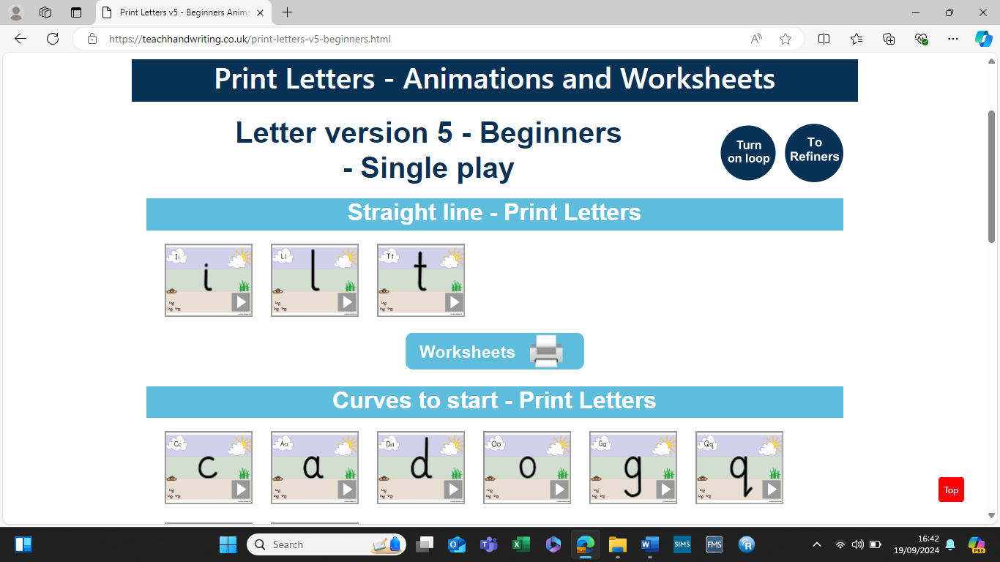 Print Letters v5 - Beginners Anima
https://teachhandwriting.co.uk/print-letters-v5-beginners.html
Print Letters - Animations and Worksheets
Letter version 5 - Beginners
- Single play
Turn
on loop
To
Refiners
Straight line - Print Letters
Ii
i
Ll
l
Tt
t
Worksheets
Curves to start - Print Letters
Cc
c
Aa
a
Dd
d
Oo
o
Gg
g
Qq
q
Top
Search
SIMS
FMS
R
16:42
19/09/2024
PRE